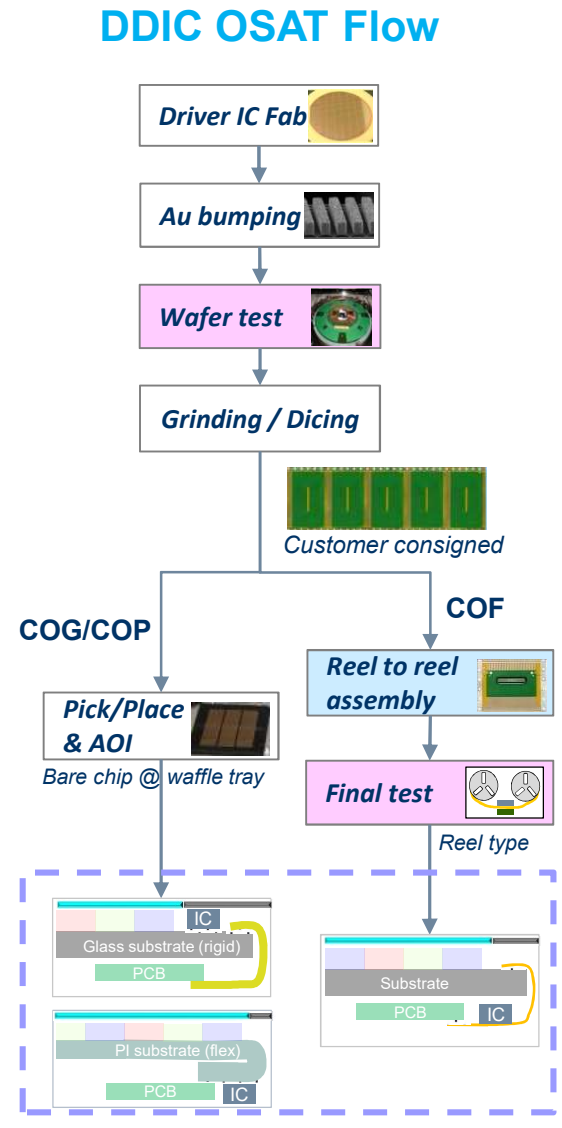 DDIC OSAT Flow
Driver IC Fab
Au bumping
Wafer test
Grinding / Dicing
Customer consigned
COG/COP
COF
Pick/Place
& AOI
Bare chip @ waffle tray
Reel to reel
assembly
Final test
Reel type
IC
Glass substrate (rigid)
PCB
PI substrate (flex)
PCB
IC
Substrate
PCB
IC